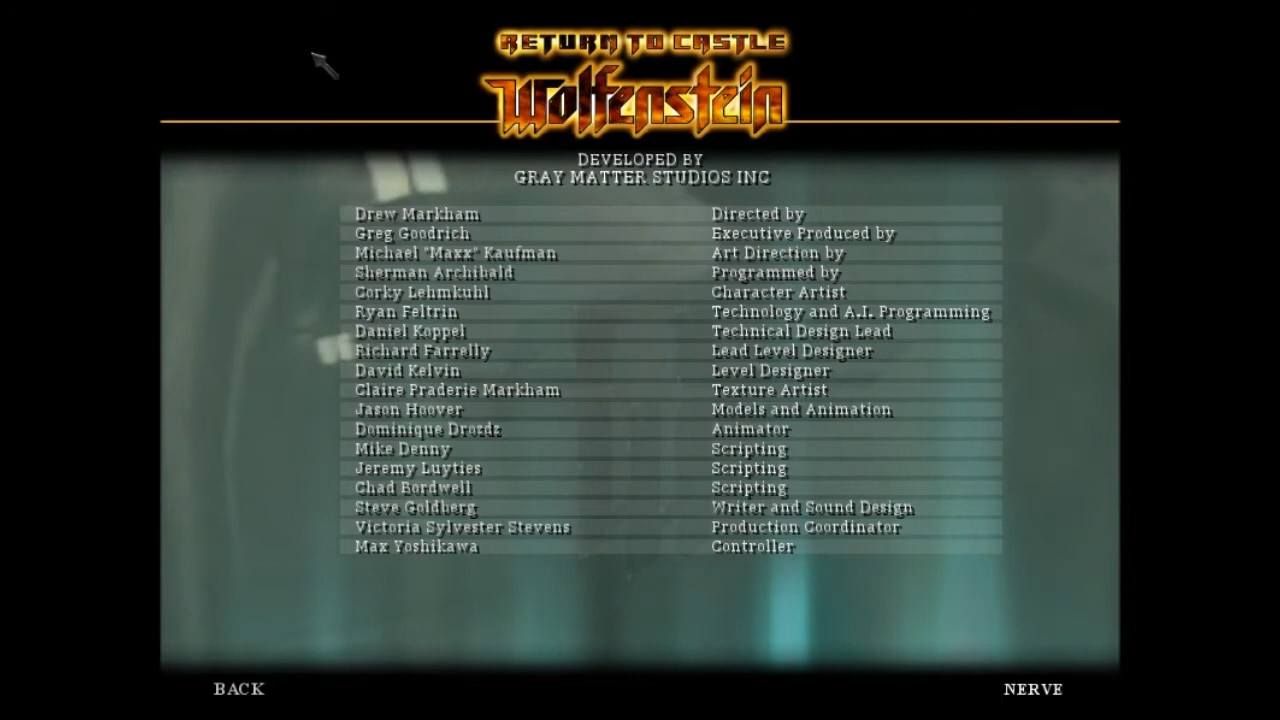 RETURN TO CASTLE
Wolfenstein
DEVELOPED BY
GRAY MATTER STUDIOS INC
Drew Markham Directed by
Greg Goodrich Executive Produced by
Michael "Maxx" Kaufman Art Direction by
Sherman Archibald Programmed by
Corky Lehmkuhl Character Artist
Ryan Feltrin Technology and A.I. Programming
Daniel Koppel Technical Design Lead
Richard Farrelly Lead Level Designer
David Kelvin Level Designer
Claire Praderie Markham Texture Artist
Jason Hoover Models and Animation
Dominique Drozdz Animator
Mike Denny Scripting
Jeremy Luyties Scripting
Chad Bordwell Scripting
Steve Goldberg Writer and Sound Design
Victoria Sylvester Stevens Production Coordinator
Max Yoshikawa Controller
BACK NERVE